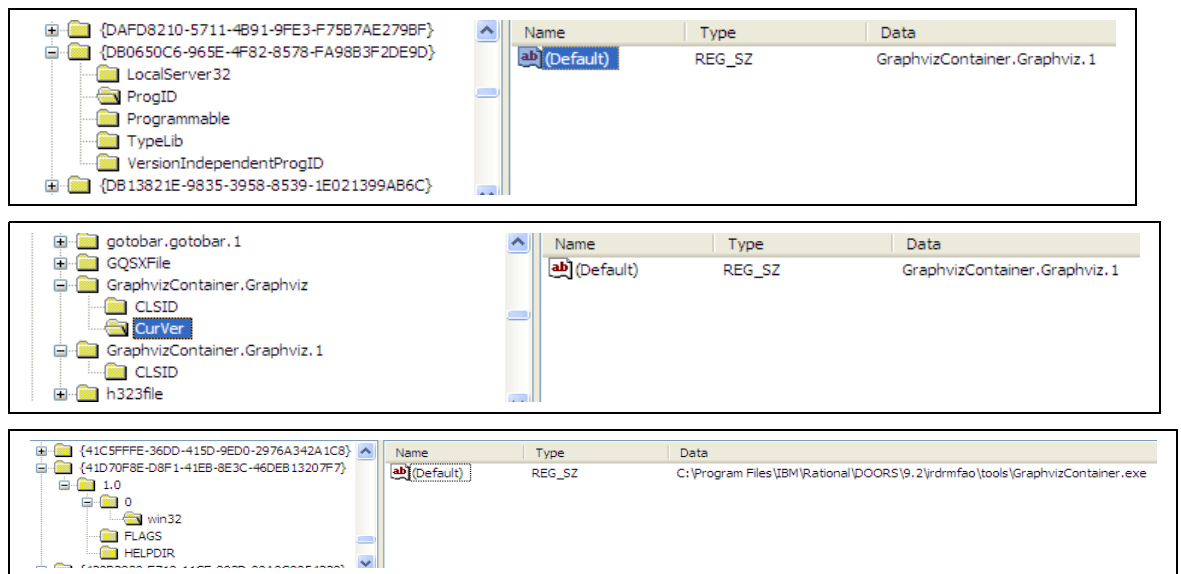 {DAFD8210-5711-4B91-9FE3-F75B7AE279BF}
{DB0650C6-965E-4F82-8578-FA98B3F2DE9D}
LocalServer32
ProgID
Programmable
TypeLib
VersionIndependentProgID
{DB13821E-9835-3958-8539-1E021399AB6C}
Name Type Data
ab (Default) REG_SZ GraphvizContainer.Graphviz.1
gotobar.gotobar.1
GQSXFile
GraphvizContainer.Graphviz
CLSID
CurVer
GraphvizContainer.Graphviz.1
CLSID
h323file
Name Type Data
ab (Default) REG_SZ GraphvizContainer.Graphviz.1
{41C5FFFE-36DD-415D-9ED0-2976A342A1C8}
{41D70F8E-D8F1-41EB-8E3C-46DEB13207F7}
1.0
0
win32
FLAGS
HELPDIR
Name Type Data
ab (Default) REG_SZ C:\Program Files\IBM\Rational\DOORS\9.2\irdrmfao\tools\GraphvizContainer.exe